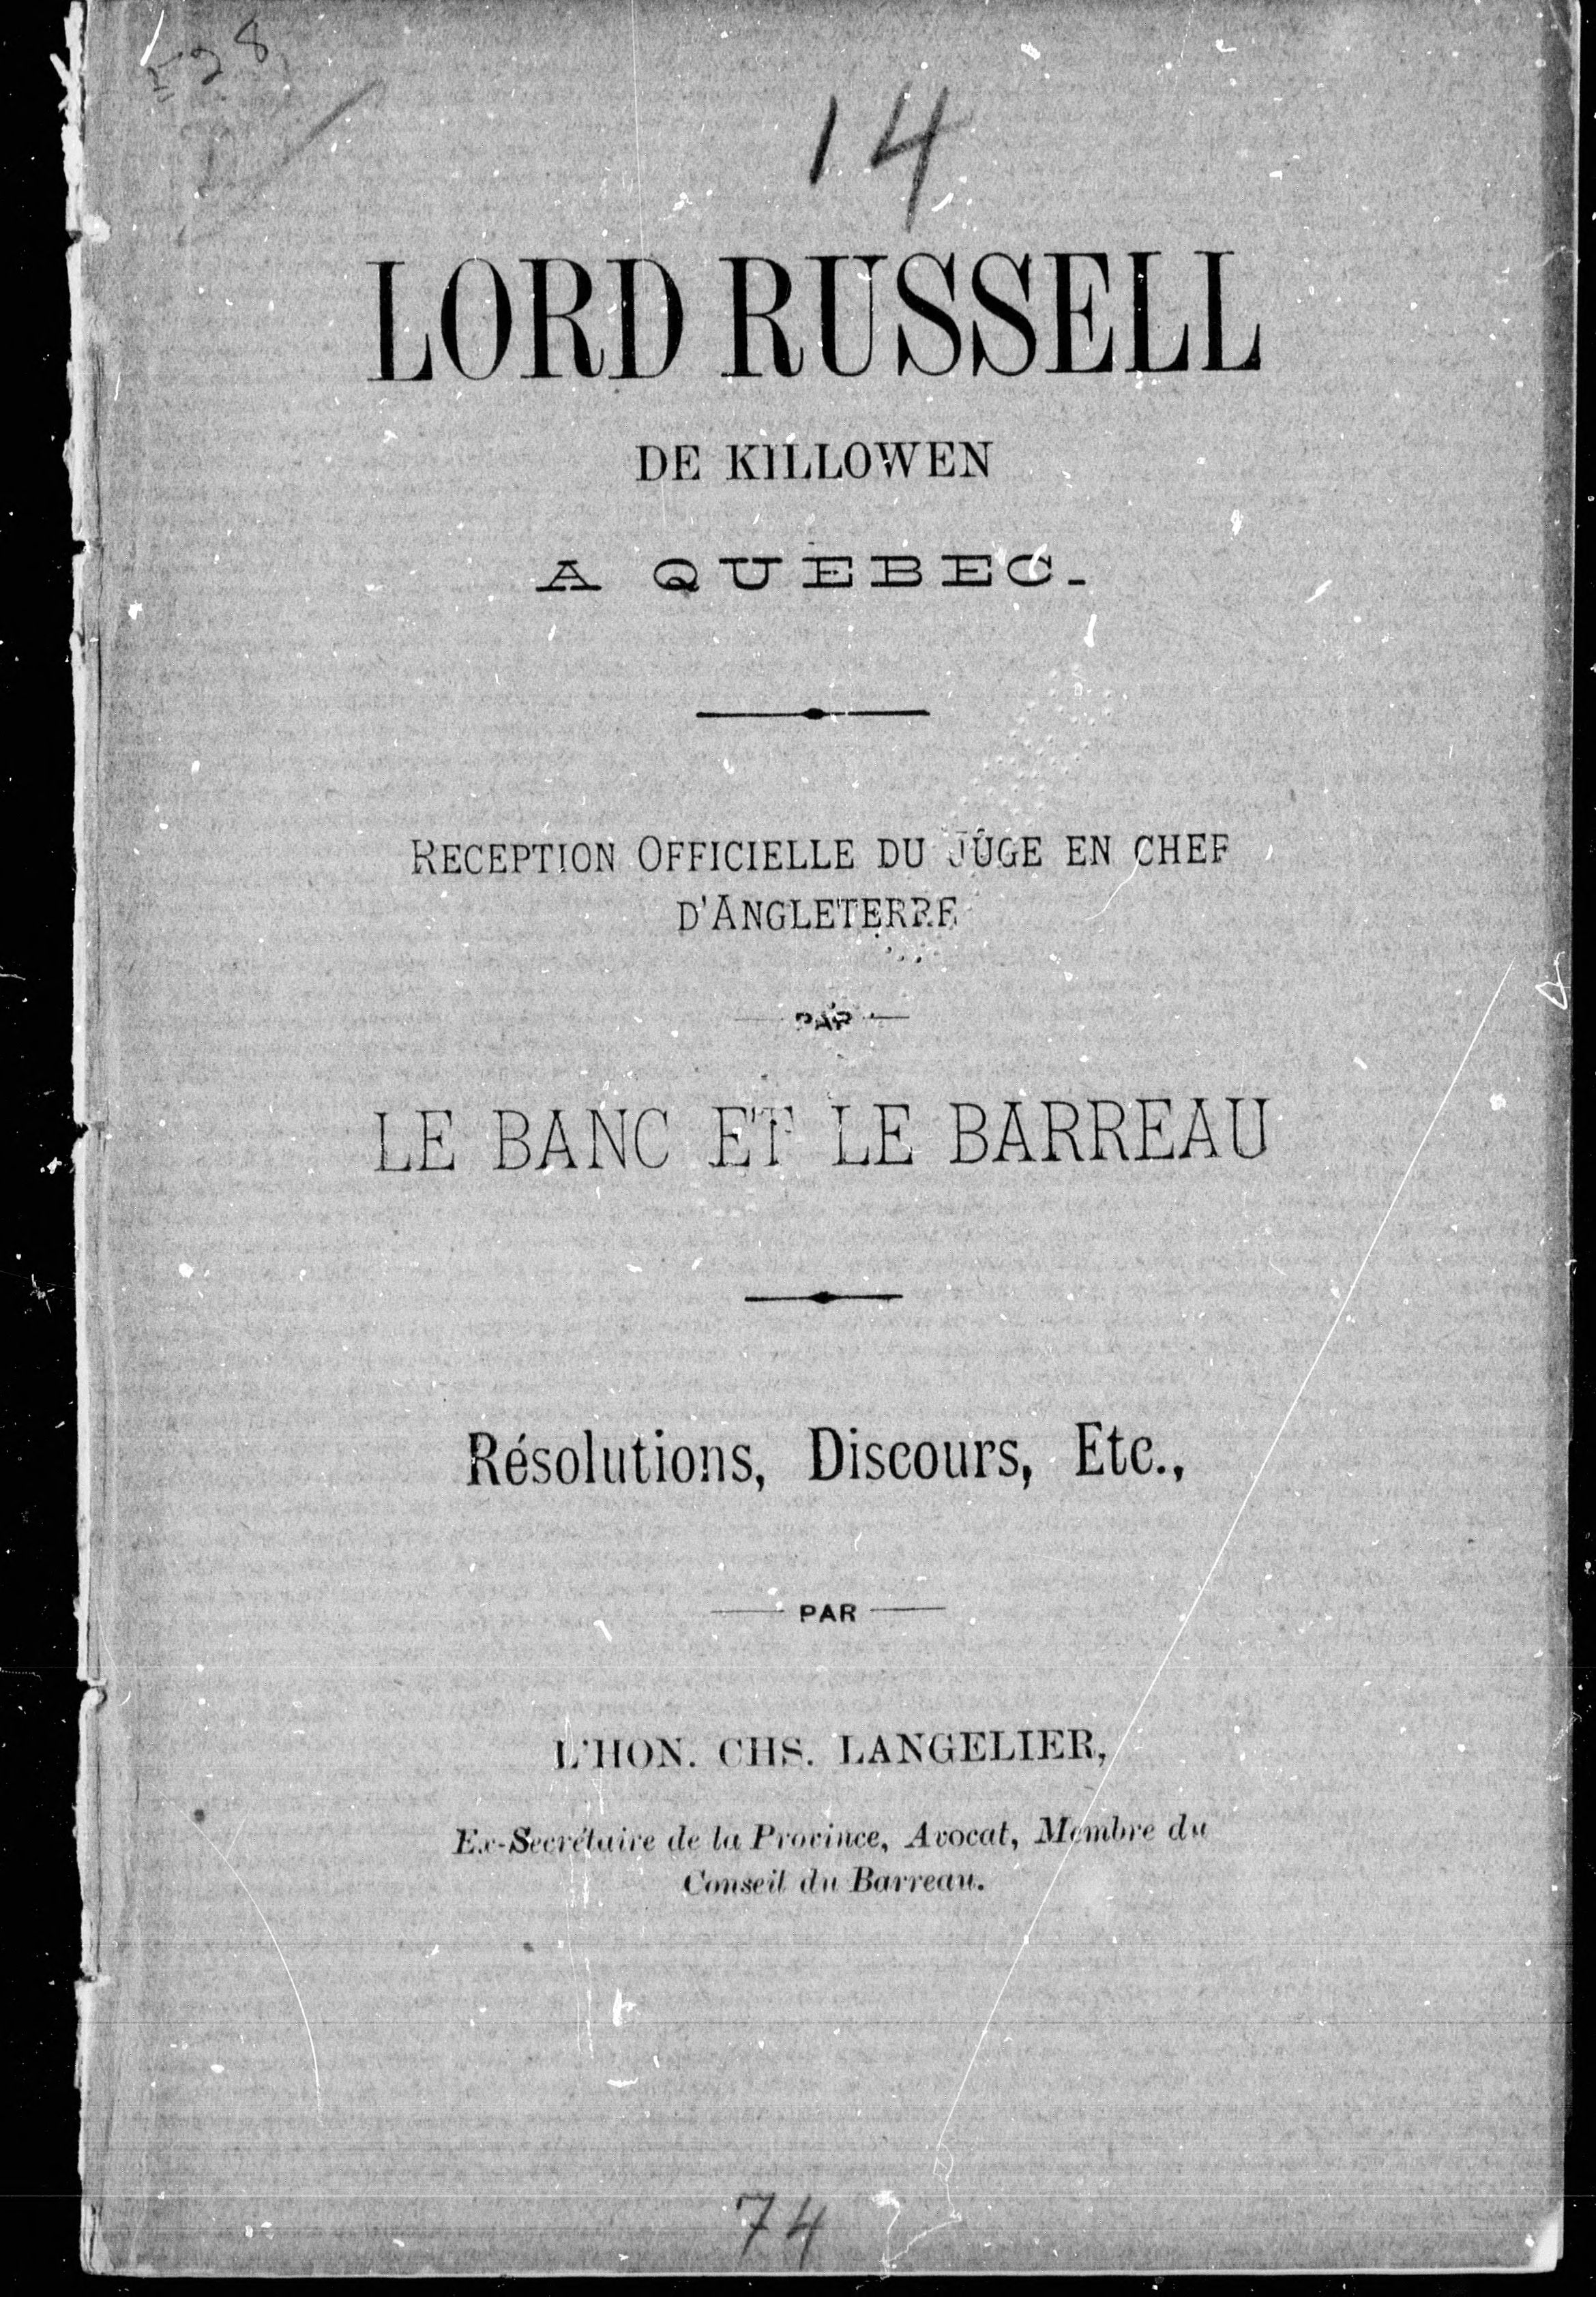 14
LORD RUSSELL
DE KILLOWEN
A QUEBEC.
RECEPTION OFFICIELLE DU JUGE EN CHEF
D'ANGLETERRE
PAR
LE BANC ET LE BARREAU
Résolutions, Discours, Etc.,
PAR
L'HON. CHS. LANGELIER,
Ex-Secrétaire de la Province, Avocat, Membre du
Conseil du Barreau.
74